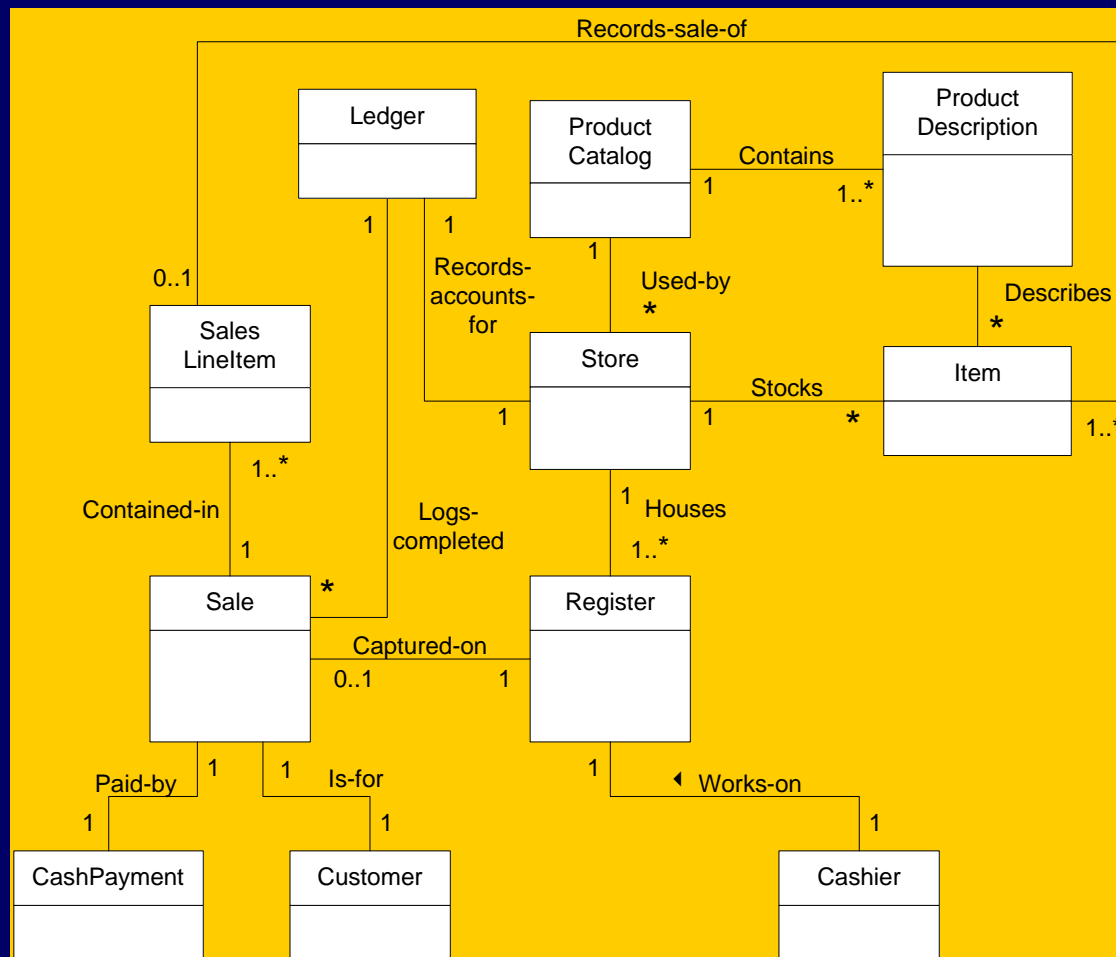 Records-sale-of
Ledger
Product
Catalog
Product
Description
Contains
1
1..*
1
1
1
Records-
accounts-
for
Used-by
*
0..1
Describes
*
Sales
LineItem
Store
Item
Stocks
1
1
*
1..*
1..*
1
Houses
Contained-in
Logs-
completed
1..*
1
*
Sale
Register
Captured-on
0..1
1
1
1
1
Paid-by
Is-for
Works-on
1
1
1
CashPayment
Customer
Cashier